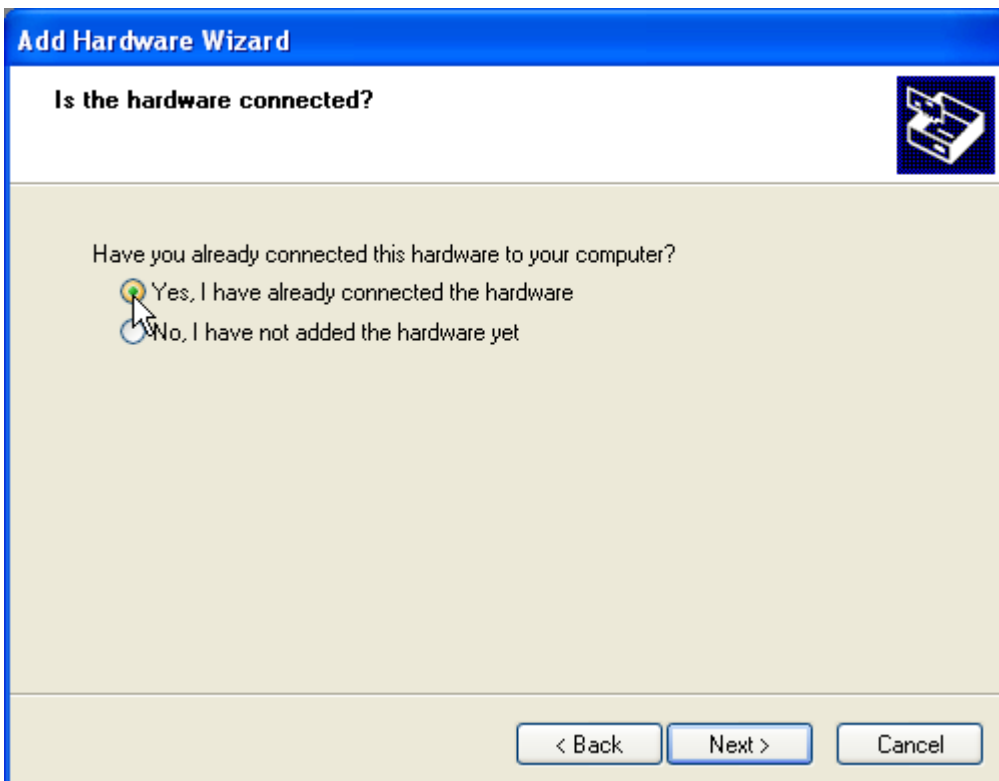 Add Hardware Wizard
Is the hardware connected?
Have you already connected this hardware to your computer?
Yes, I have already connected the hardware
No, I have not added the hardware yet
< Back Next > Cancel